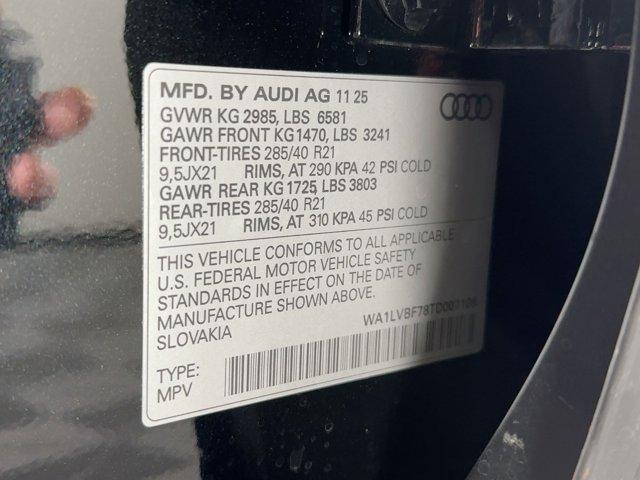 MFD. BY AUDI AG 11 25
GVWR KG 2985, LBS 6581
GAWR FRONT KG1470, LBS 3241
FRONT-TIRES 285/40 R21
9,5JX21 RIMS, AT 290 KPA 42 PSI COLD
GAWR REAR KG 1725, LBS 3803
REAR-TIRES 285/40 R21
9,5JX21 RIMS, AT 310 KPA 45 PSI COLD
THIS VEHICLE CONFORMS TO ALL APPLICABLE
U.S. FEDERAL MOTOR VEHICLE SAFETY
STANDARDS IN EFFECT ON THE DATE OF
MANUFACTURE SHOWN ABOVE.
SLOVAKIA
TYPE:
MPV